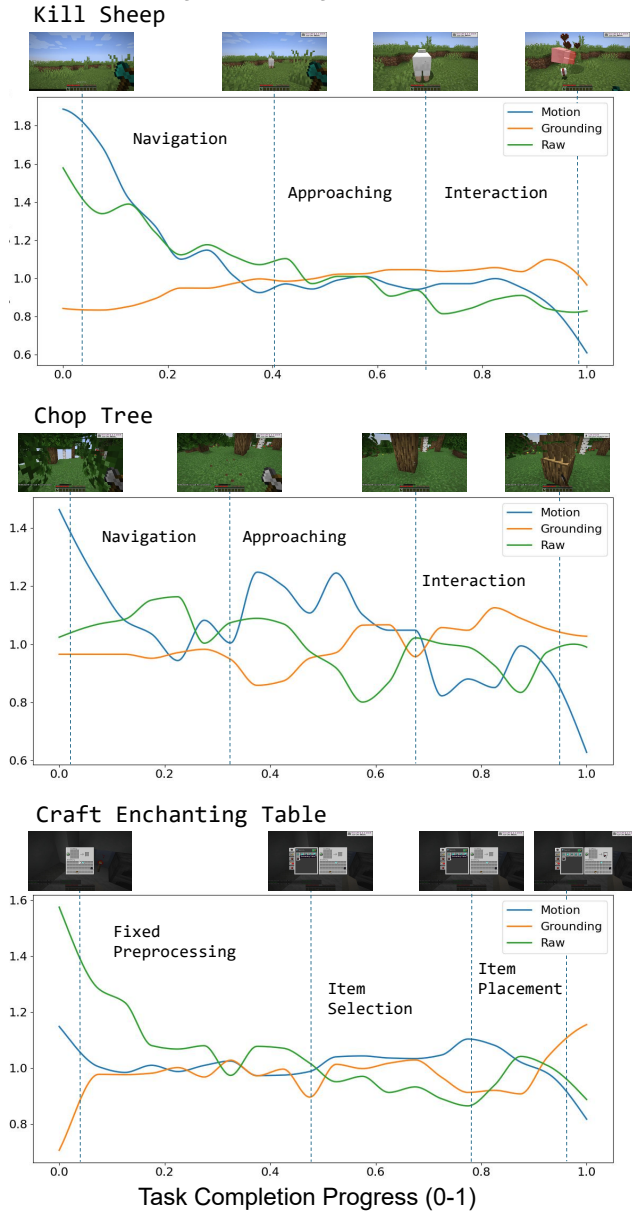 Kill Sheep
1.8
1.6
1.4
1.2
1.0
0.8
0.6
Navigation
Approaching
Interaction
Motion
Grounding
Raw
0.0
0.2
0.4
0.6
0.8
1.0
Chop Tree
1.4
1.2
1.0
0.8
0.6
Navigation
Approaching
Interaction
Motion
Grounding
Raw
0.0
0.2
0.4
0.6
0.8
1.0
Craft Enchanting Table
1.6
1.4
1.2
1.0
0.8
Fixed
Preprocessing
Item
Selection
Item
Placement
Motion
Grounding
Raw
0.0
0.2
0.4
0.6
0.8
1.0
Task Completion Progress (0-1)